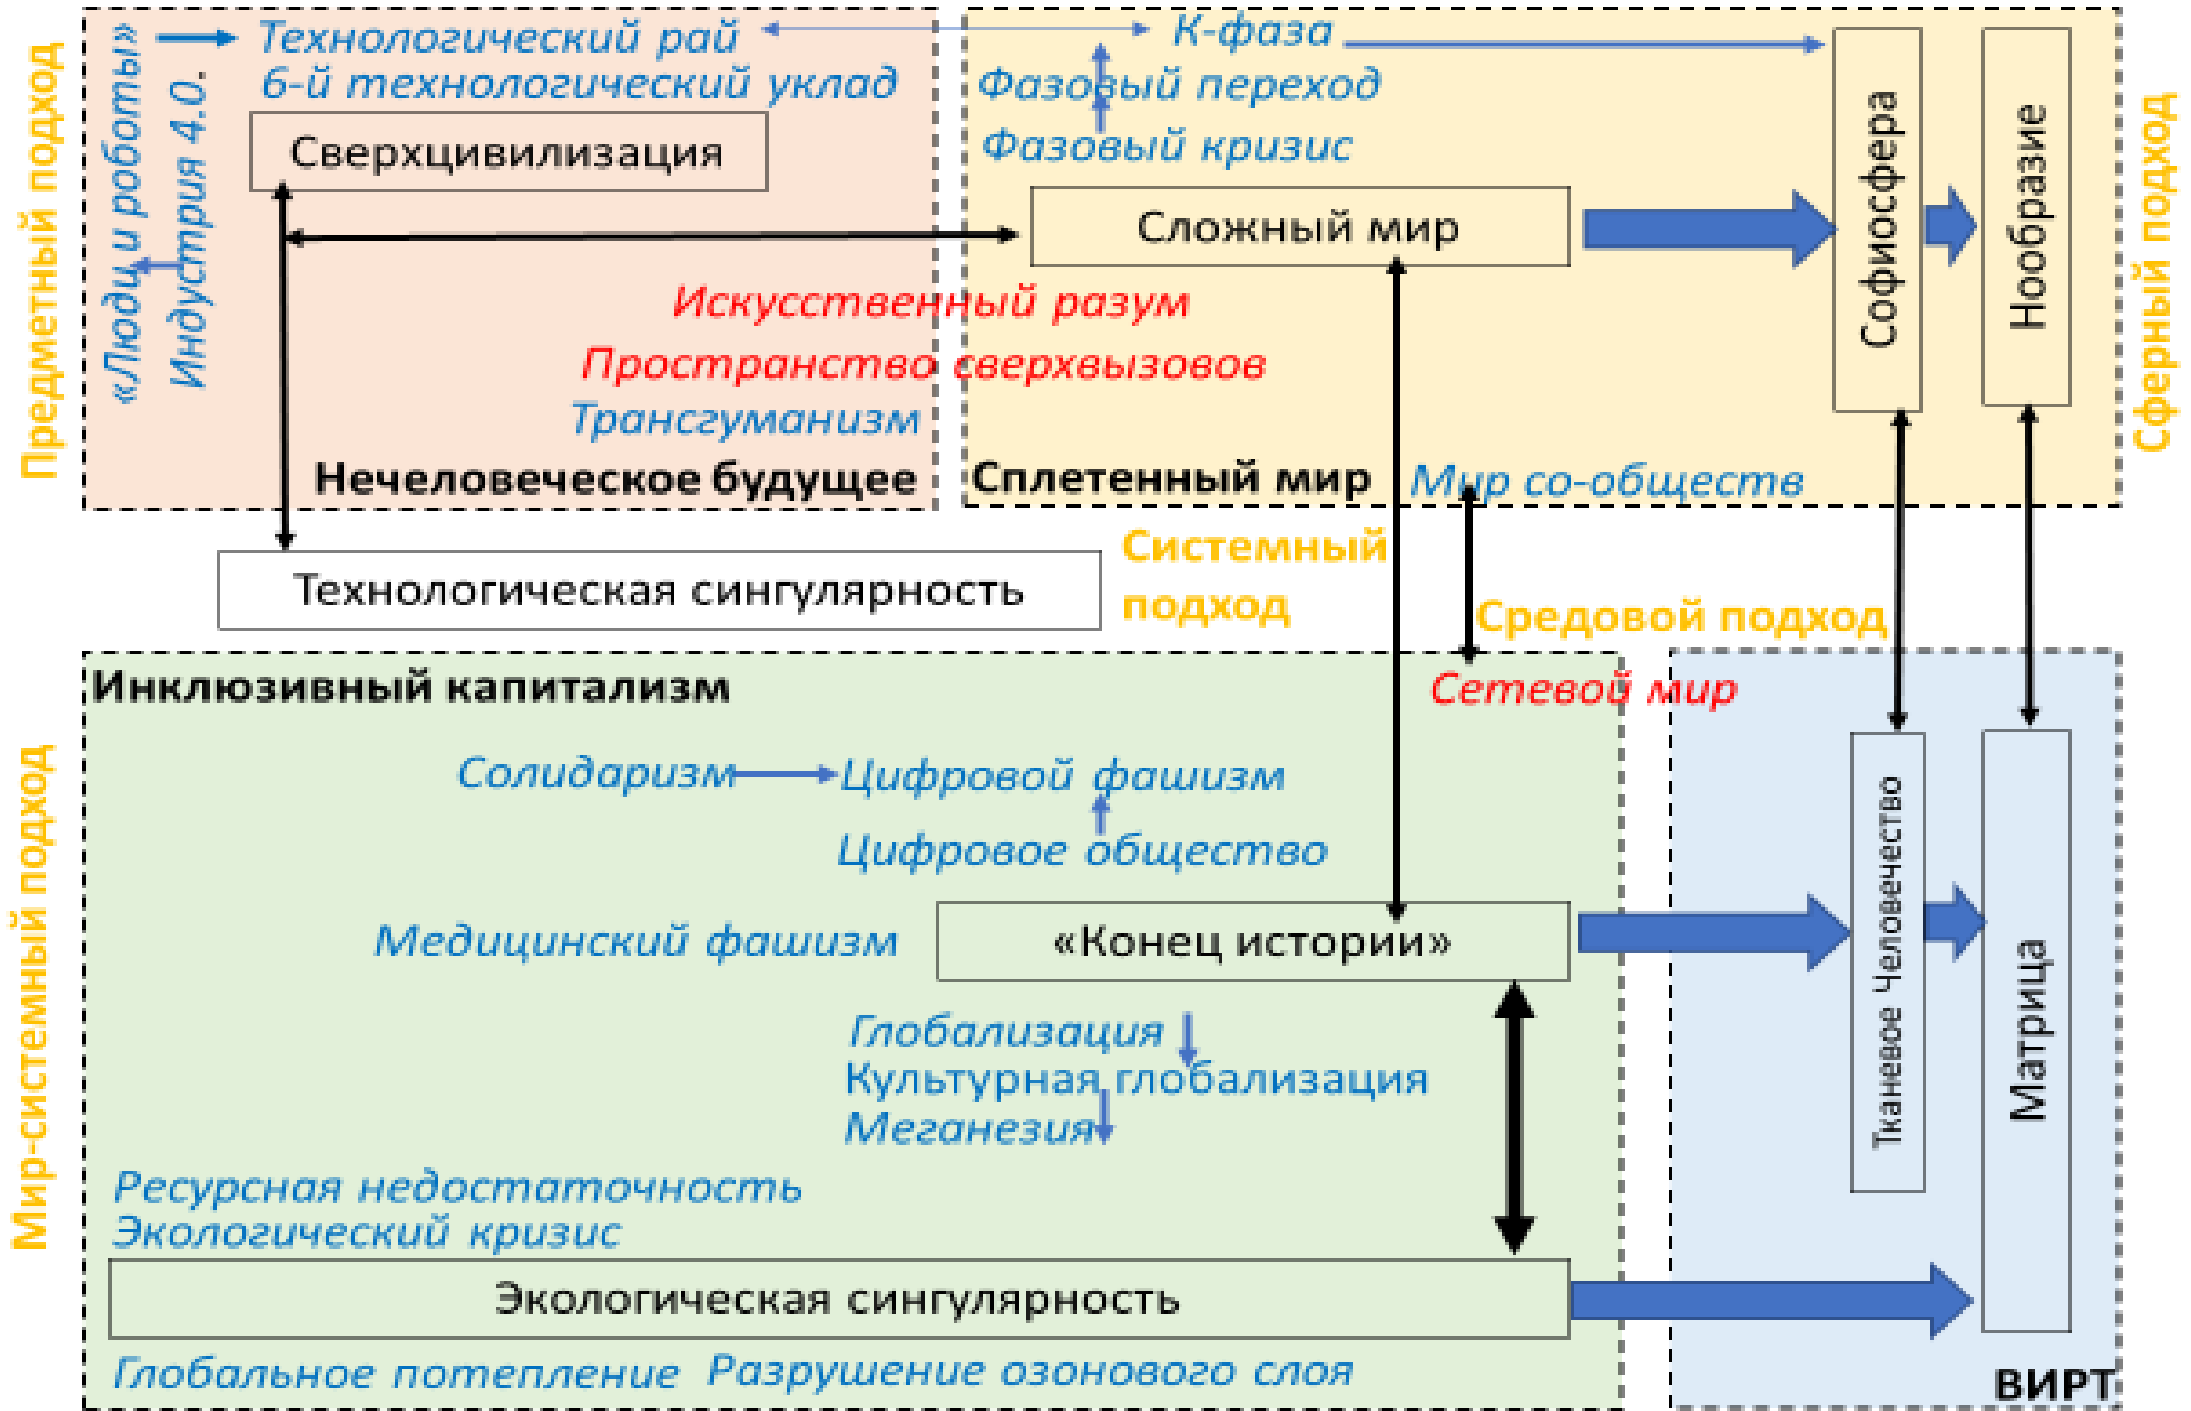 Предметный подход
«Люди и роботы»
Индустрия 4.0.
Технологический рай
6-й технологический уклад
Сверхцивилизация
К-фаза
Фазовый переход
Фазовый кризис
Сложный мир
Софиосфера
Нообразие
Сферный подход
Искусственный разум
Пространство сверхвызовов
Трансгуманизм
Нечеловеческое будущее
Сплетенный мир
Мир со-обществ
Технологическая сингулярность
Системный
подход
Средовой подход
Мир-системный подход
Инклюзивный капитализм
Сетевой мир
Солидаризм
Цифровой фашизм
Цифровое общество
Медицинский фашизм
«Конец истории»
Тканевое Человечество
Матрица
Глобализация
Культурная глобализация
Меганезия
Ресурсная недостаточность
Экологический кризис
Экологическая сингулярность
Глобальное потепление
Разрушение озонового слоя
ВИРТ